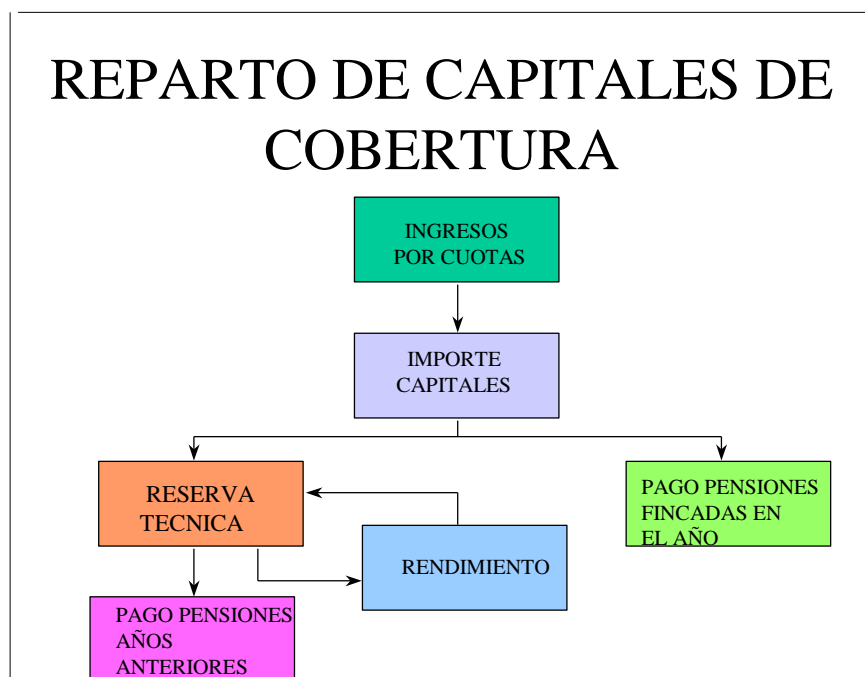 REPARTO DE CAPITALES DE
COBERTURA
INGRESOS
POR CUOTAS
IMPORTE
CAPITALES
RESERVA
TECNICA
PAGO PENSIONES
FINCADAS EN
EL AÑO
RENDIMIENTO
PAGO PENSIONES
AÑOS
ANTERIORES